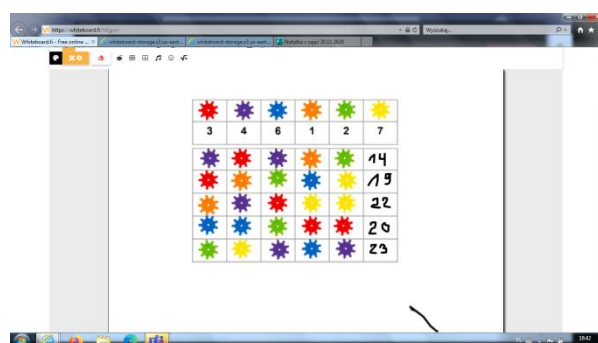 https://whiteboard.fi
Wyszukaj...
Whiteboard.fi - Free online ...
whiteboard-storage.s3.us-east...
whiteboard-storage.s3.us-east...
Notatka z zajęć 30.11.2020
3 4 6 1 2 7
14
19
22
20
23
18:42